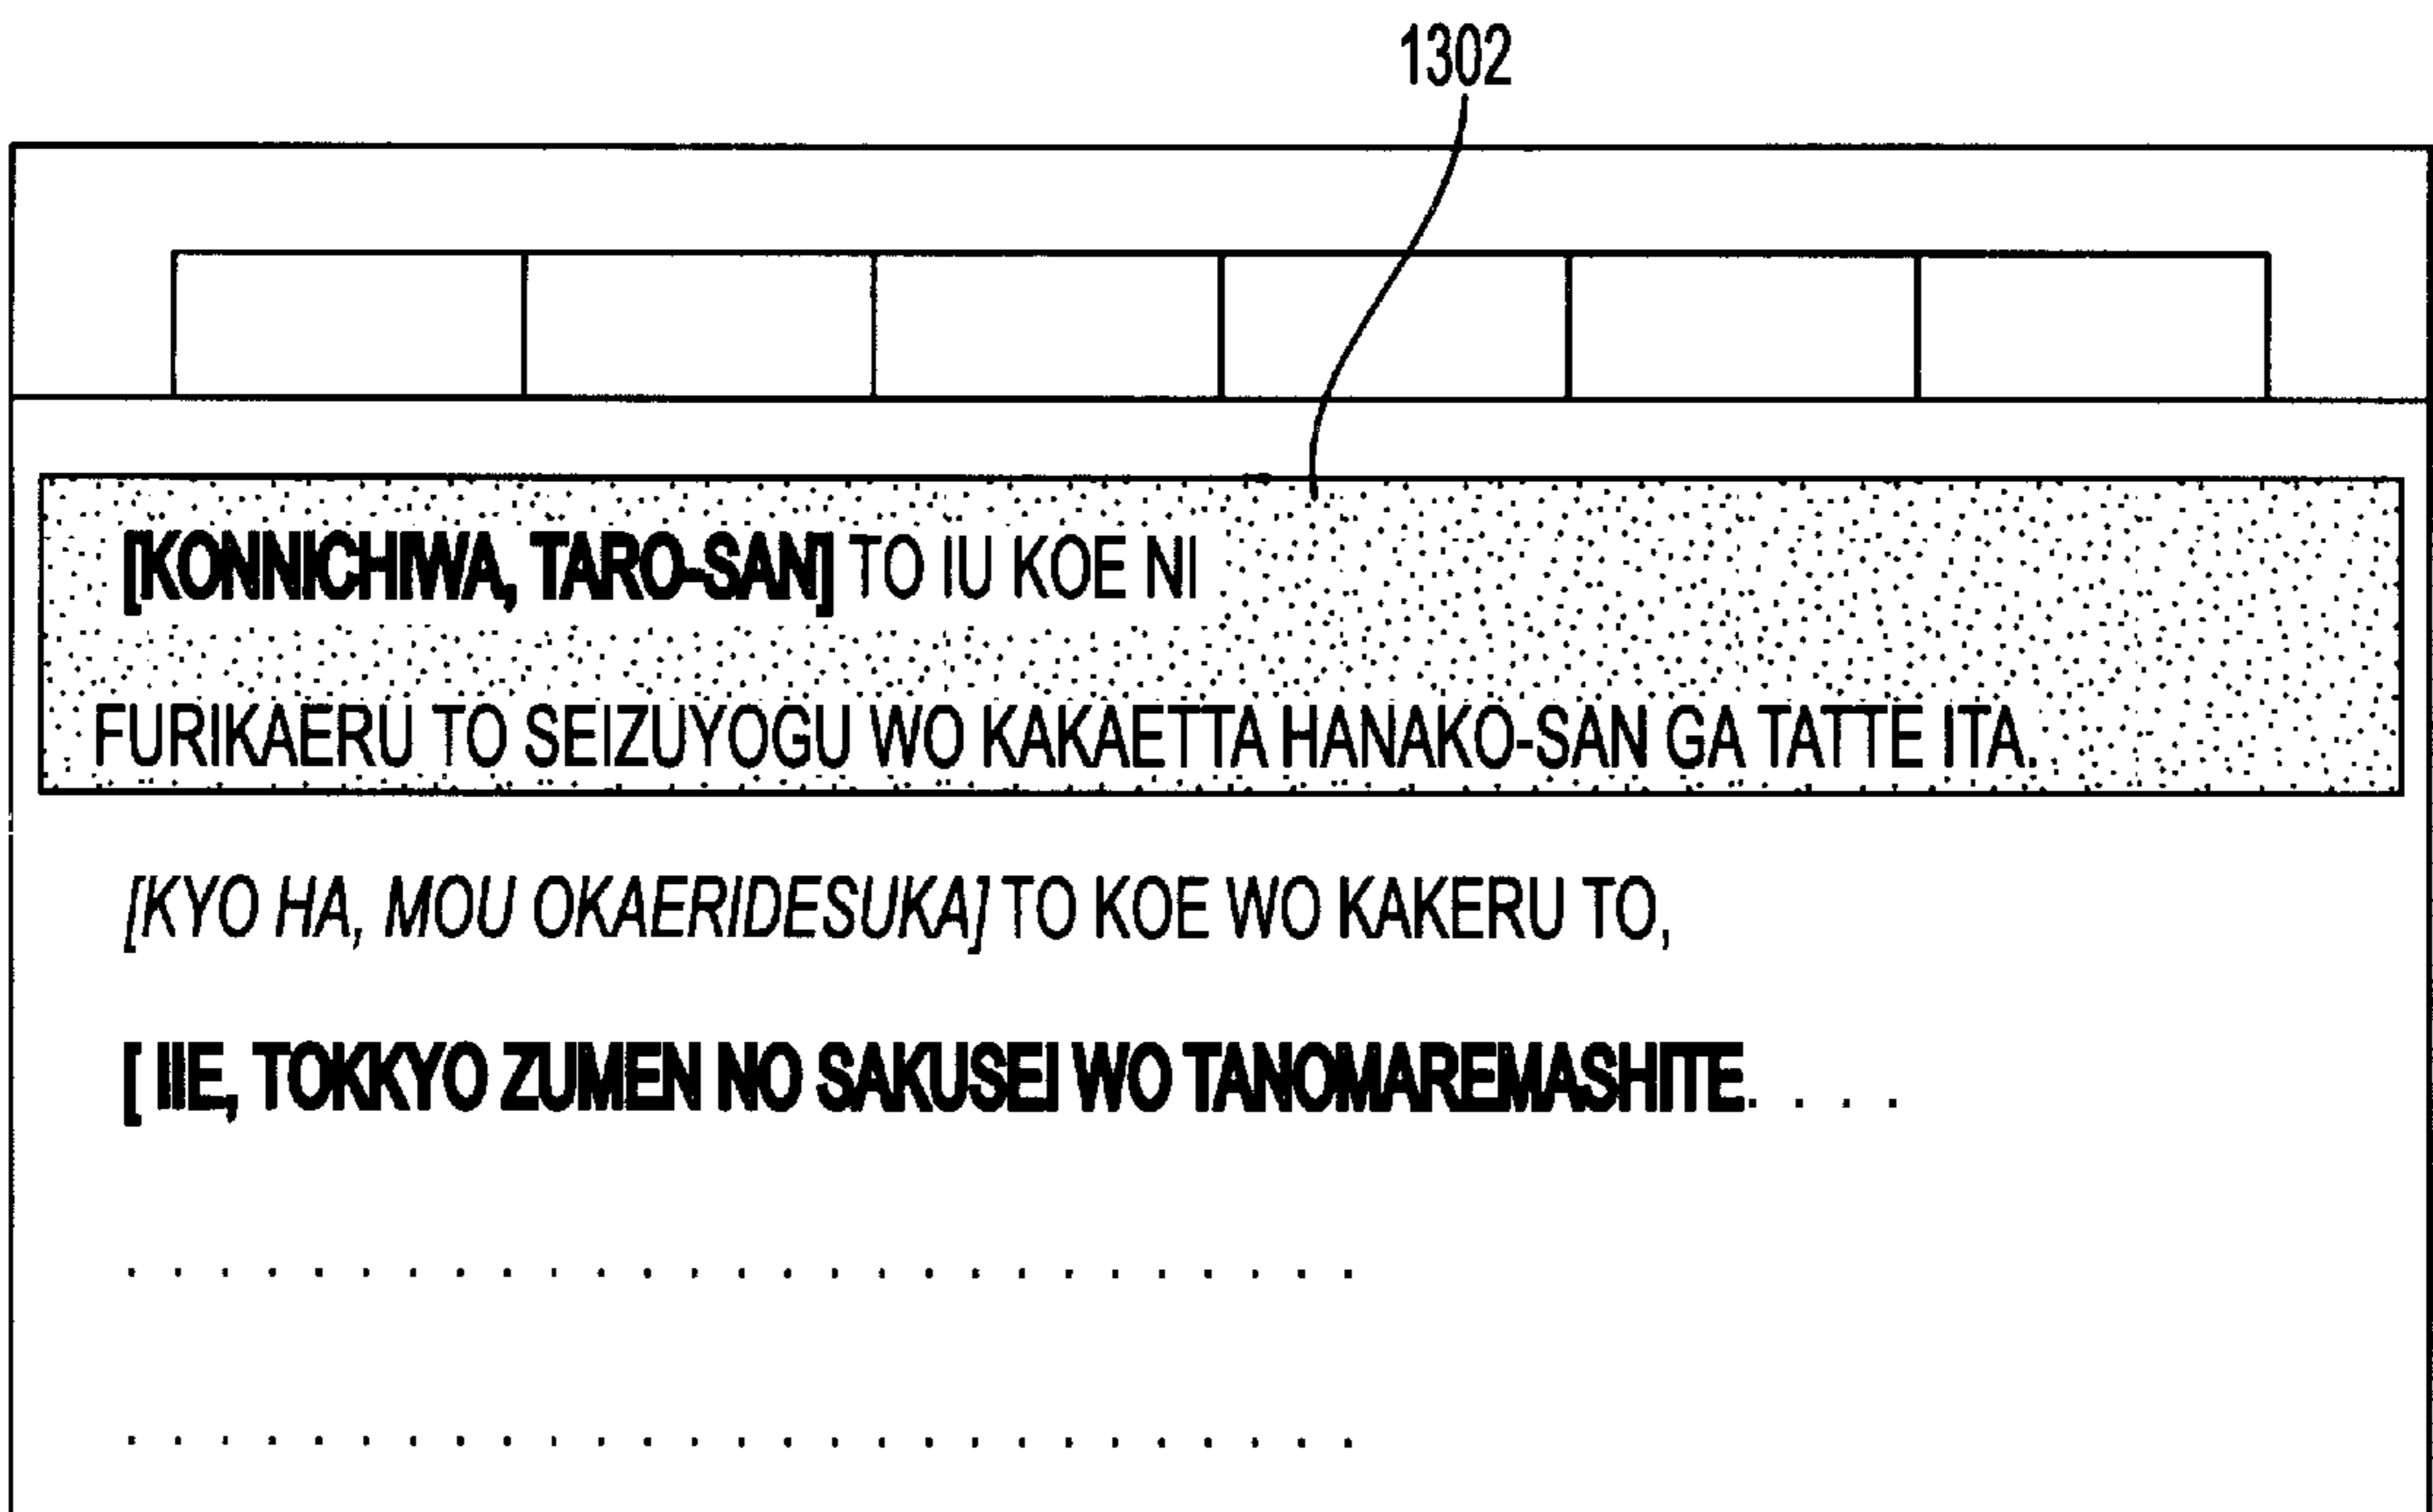 1302
[KONNICHIWA, TARO-SAN] TO IU KOE NI
FURIKAERU TO SEIZUYOGU WO KAKAETTA HANAKO-SAN GA TATTE ITA.
[KYO HA, MOU OKAERIDESUKA] TO KOE WO KAKERU TO,
[ IIE, TOKKYO ZUMEN NO SAKUSEI WO TANOMAREMASHITE. . . .
. . . . . . . . . . . . . . . . . . . . . . . . . . .
. . . . . . . . . . . . . . . . . . . . . . . . . . .